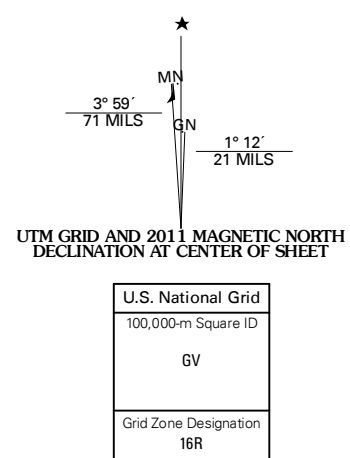 ★
MN
3° 59´
71 MILS
GN
1° 12´
21 MILS
UTM GRID AND 2011 MAGNETIC NORTH
DECLINATION AT CENTER OF SHEET
U.S. National Grid
100,000-m Square ID
GV
Grid Zone Designation
16R